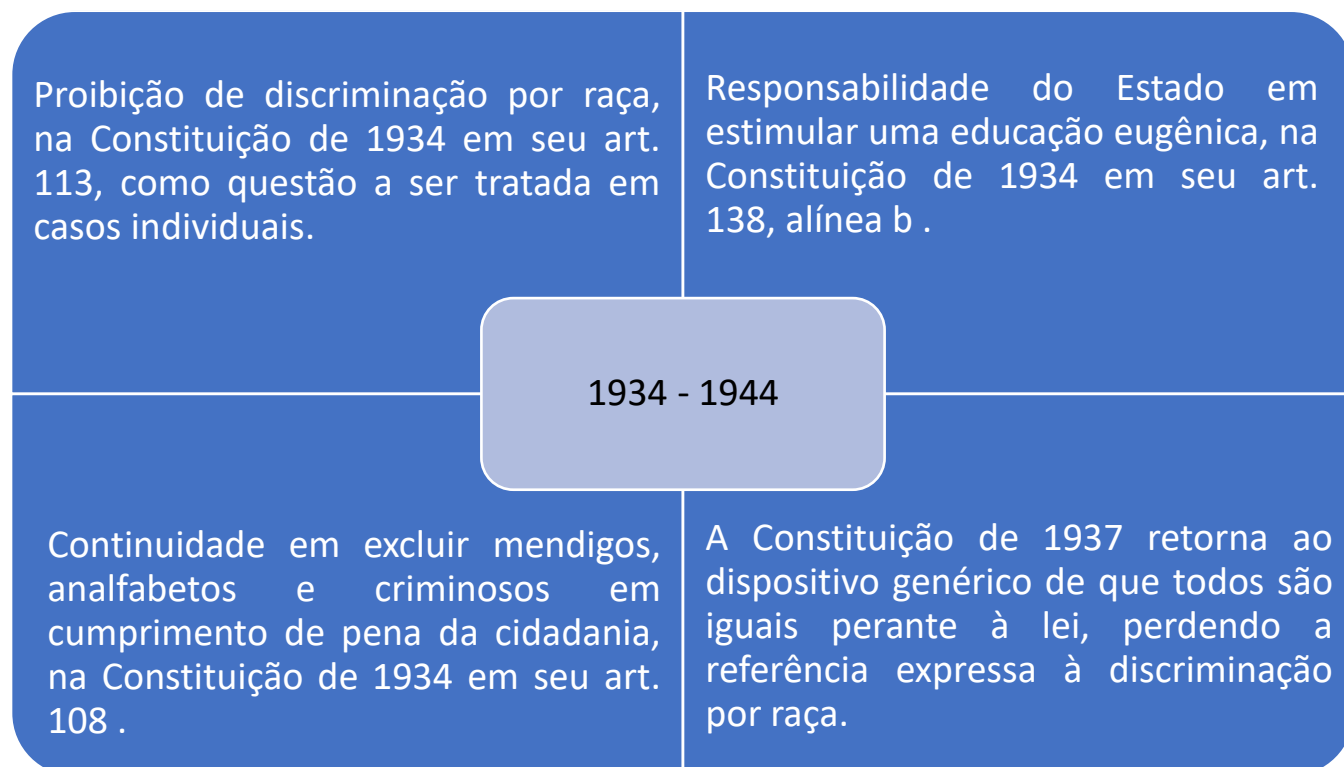 Proibição de discriminação por raça,
na Constituição de 1934 em seu art.
113, como questão a ser tratada em
casos individuais.
Responsabilidade do Estado em
estimular uma educação eugênica, na
Constituição de 1934 em seu art.
138, alínea b .
1934 - 1944
Continuidade em excluir mendigos,
analfabetos e criminosos em
cumprimento de pena da cidadania,
na Constituição de 1934 em seu art.
108 .
A Constituição de 1937 retorna ao
dispositivo genérico de que todos são
iguais perante à lei, perdendo a
referência expressa à discriminação
por raça.